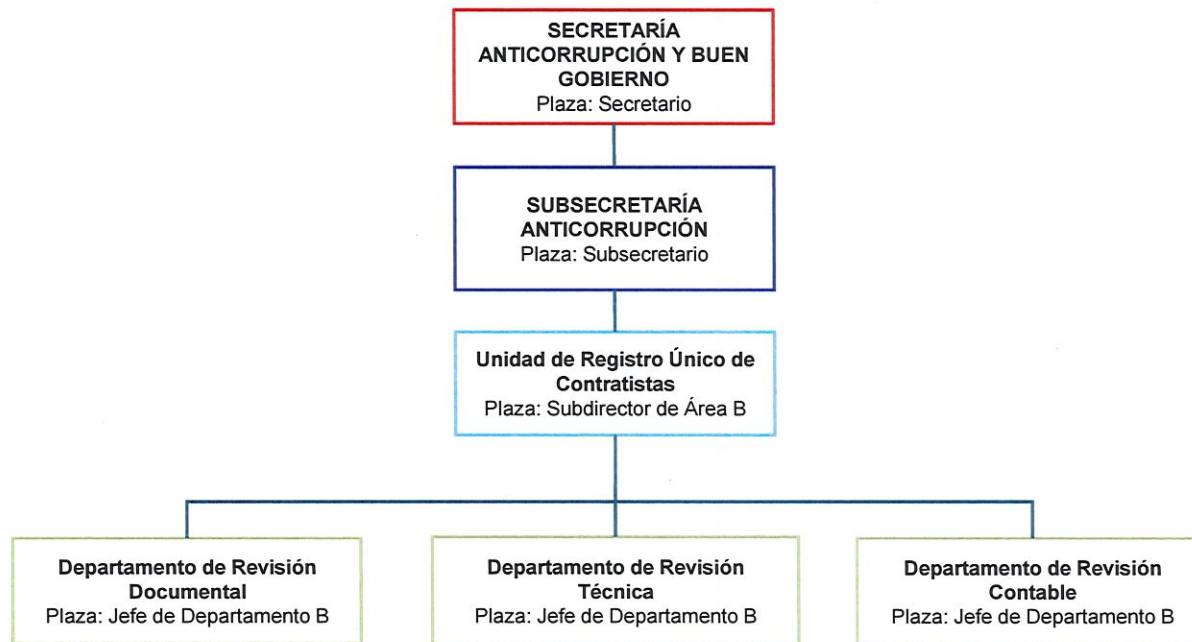 SECRETARÍA
ANTICORRUPCIÓN Y BUEN
GOBIERNO
Plaza: Secretario
SUBSECRETARÍA
ANTICORRUPCIÓN
Plaza: Subsecretario
Unidad de Registro Único de
Contratistas
Plaza: Subdirector de Área B
Departamento de Revisión
Documental
Plaza: Jefe de Departamento B
Departamento de Revisión
Técnica
Plaza: Jefe de Departamento B
Departamento de Revisión
Contable
Plaza: Jefe de Departamento B